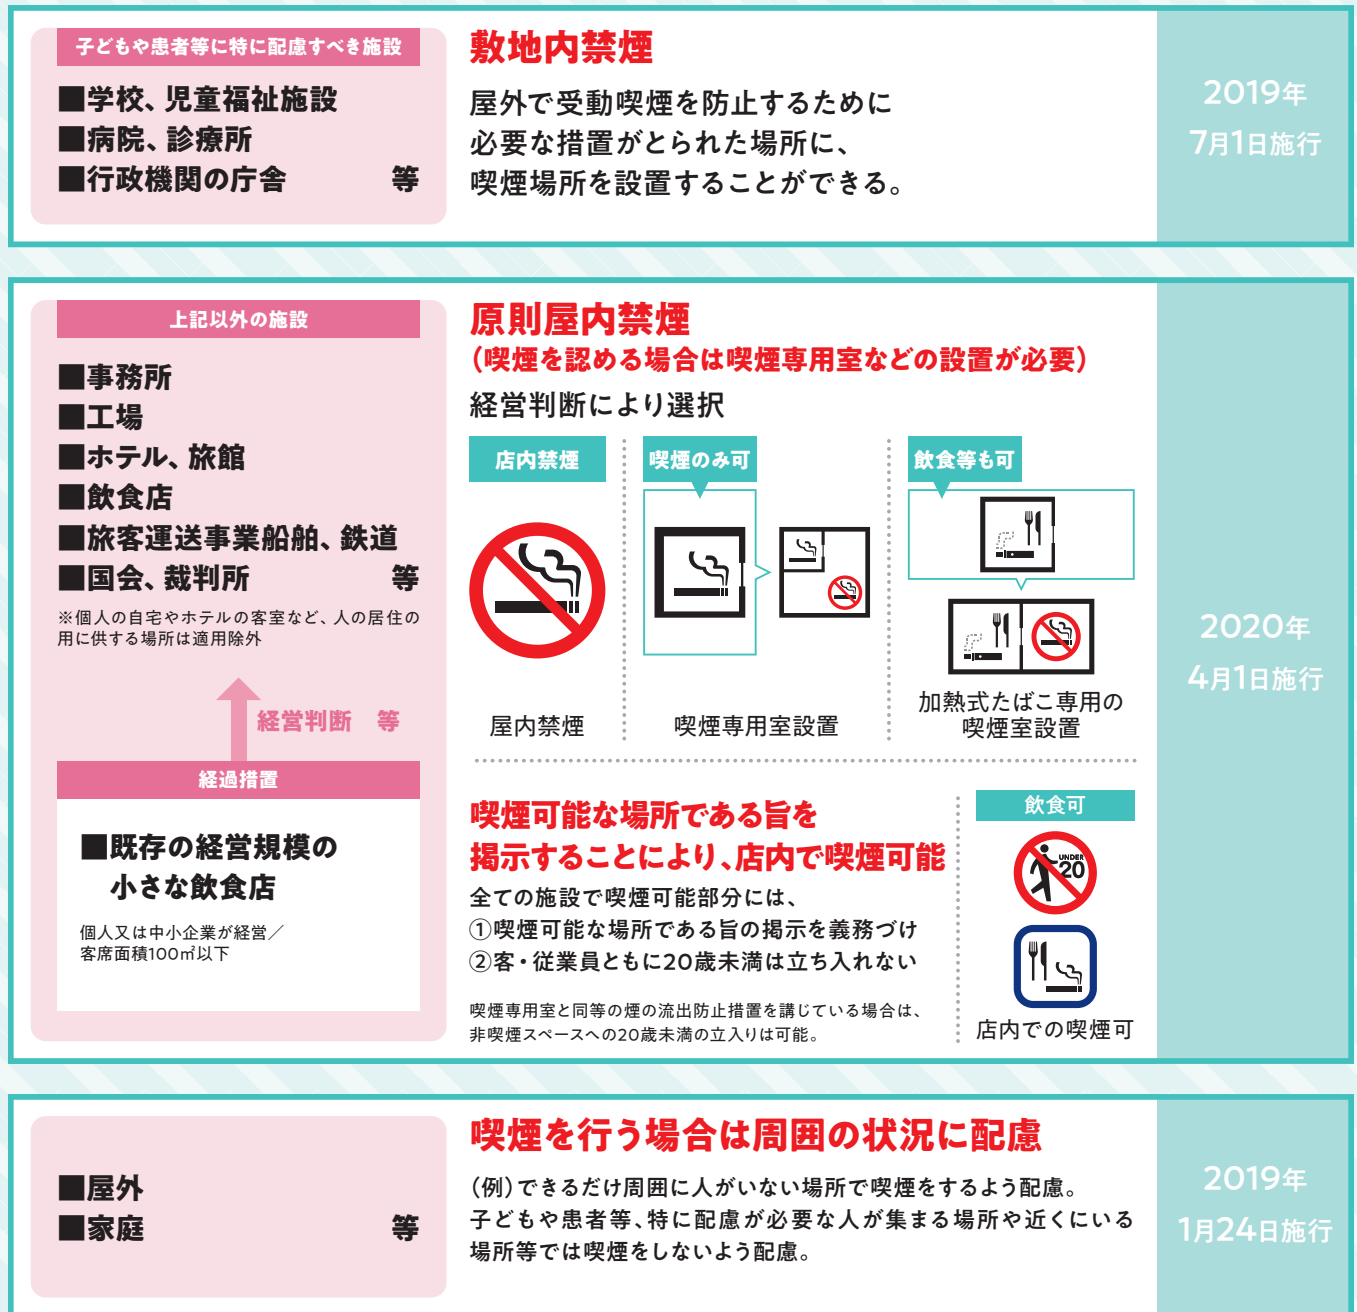 子どもや患者等に特に配慮すべき施設
■学校、児童福祉施設
■病院、診療所
■行政機関の庁舎 等
敷地内禁煙
屋外で受動喫煙を防止するために
必要な措置がとられた場所に、
喫煙場所を設置することができる。
2019年
7月1日施行
上記以外の施設
■事務所
■工場
■ホテル、旅館
■飲食店
■旅客運送事業船舶、鉄道
■国会、裁判所 等
※個人の自宅やホテルの客室など、人の居住の
用に供する場所は適用除外
経営判断 等
経過措置
■既存の経営規模の
小さな飲食店
個人又は中小企業が経営／
客席面積100㎡以下
原則屋内禁煙
（喫煙を認める場合は喫煙専用室などの設置が必要）
経営判断により選択
店内禁煙
屋内禁煙
喫煙のみ可
喫煙専用室設置
飲食等も可
加熱式たばこ専用の
喫煙室設置
喫煙可能な場所である旨を
掲示することにより、店内で喫煙可能
全ての施設で喫煙可能部分には、
①喫煙可能な場所である旨の掲示を義務づけ
②客・従業員ともに20歳未満は立ち入れない
喫煙専用室と同等の煙の流出防止措置を講じている場合は、
非喫煙スペースへの20歳未満の立入りは可能。
飲食可
UNDER
20
店内での喫煙可
2020年
4月1日施行
■屋外
■家庭 等
喫煙を行う場合は周囲の状況に配慮
（例）できるだけ周囲に人がいない場所で喫煙をするよう配慮。
子どもや患者等、特に配慮が必要な人が集まる場所や近くにいる
場所等では喫煙をしないよう配慮。
2019年
1月24日施行